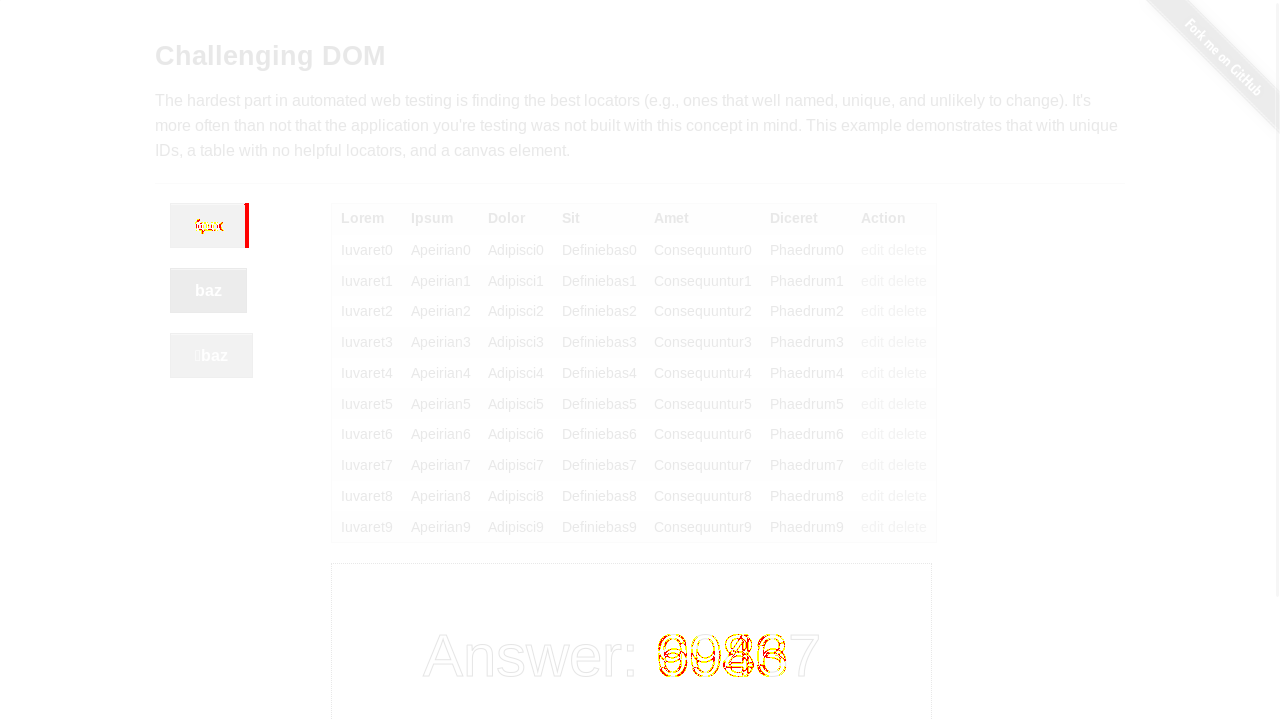 Fork me on GitHub
Challenging DOM
The hardest part in automated web testing is finding the best locators (e.g., ones that well named, unique, and unlikely to change). It's
more often than not that the application you're testing was not built with this concept in mind. This example demonstrates that with unique
IDs, a table with no helpful locators, and a canvas element.
baz
baz
Lorem Ipsum Dolor Sit Amet Diceret Action
Iuvaret0 Apeirian0 Adipisci0 Definiebas0 Consequuntur0 Phaedrum0 edit delete
Iuvaret1 Apeirian1 Adipisci1 Definiebas1 Consequuntur1 Phaedrum1 edit delete
Iuvaret2 Apeirian2 Adipisci2 Definiebas2 Consequuntur2 Phaedrum2 edit delete
Iuvaret3 Apeirian3 Adipisci3 Definiebas3 Consequuntur3 Phaedrum3 edit delete
Iuvaret4 Apeirian4 Adipisci4 Definiebas4 Consequuntur4 Phaedrum4 edit delete
Iuvaret5 Apeirian5 Adipisci5 Definiebas5 Consequuntur5 Phaedrum5 edit delete
Iuvaret6 Apeirian6 Adipisci6 Definiebas6 Consequuntur6 Phaedrum6 edit delete
Iuvaret7 Apeirian7 Adipisci7 Definiebas7 Consequuntur7 Phaedrum7 edit delete
Iuvaret8 Apeirian8 Adipisci8 Definiebas8 Consequuntur8 Phaedrum8 edit delete
Iuvaret9 Apeirian9 Adipisci9 Definiebas9 Consequuntur9 Phaedrum9 edit delete
Answer: